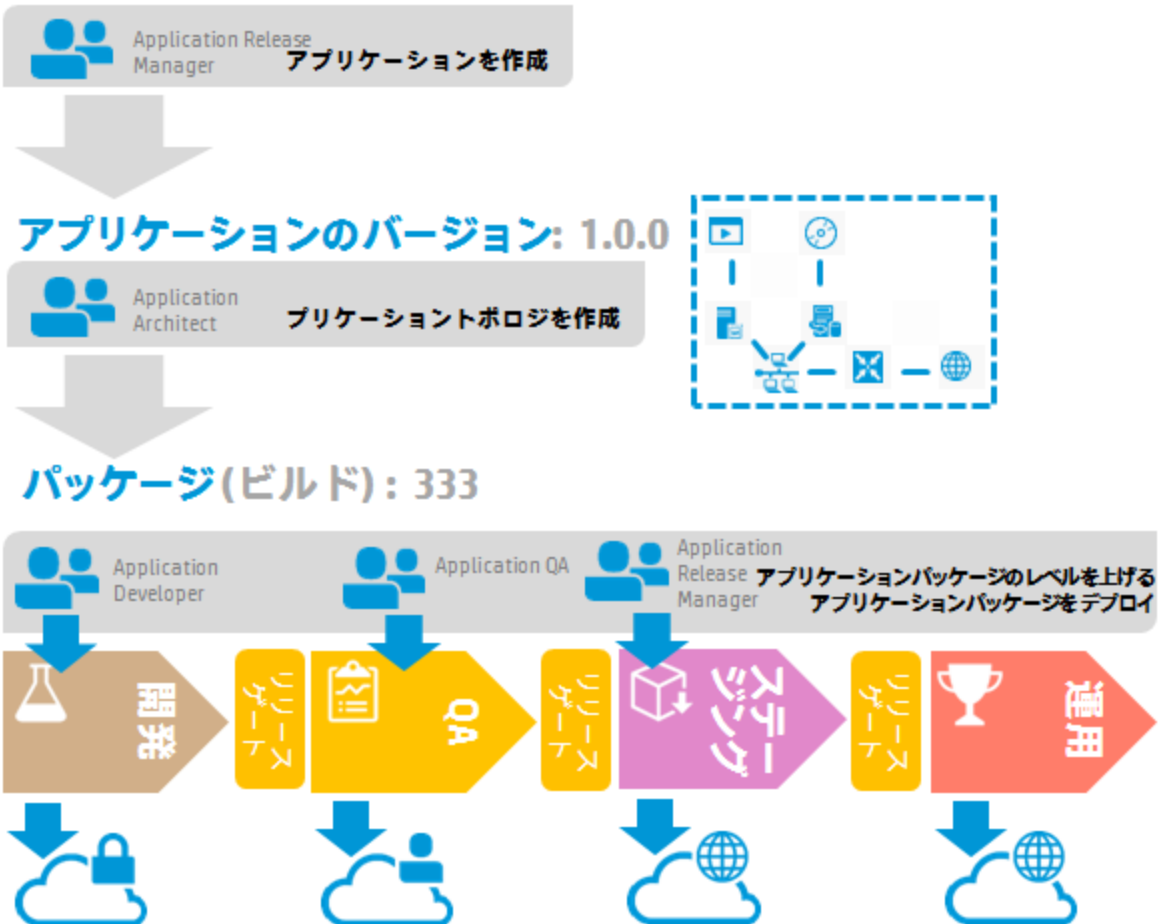 Application Release
Manager
アプリケーションを作成
アプリケーションのバージョン: 1.0.0
Application
Architect
プリケーショントポロジを作成
パッケージ(ビルド) : 333
Application
Developer
Application QA
Application
Release
Manager
アプリケーションパッケージのレベルを上げる
アプリケーションパッケージをデプロイ
開発
リリース
ゲート
QA
リリース
ゲート
ステー
ジング
リリース
ゲート
運用